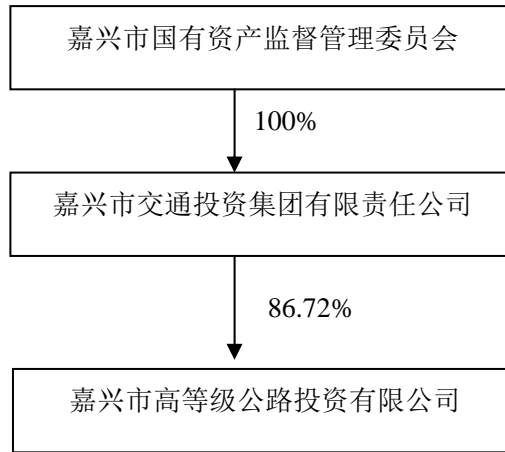 嘉兴市国有资产监督管理委员会
100%
嘉兴市交通投资集团有限责任公司
86.72%
嘉兴市高等级公路投资有限公司